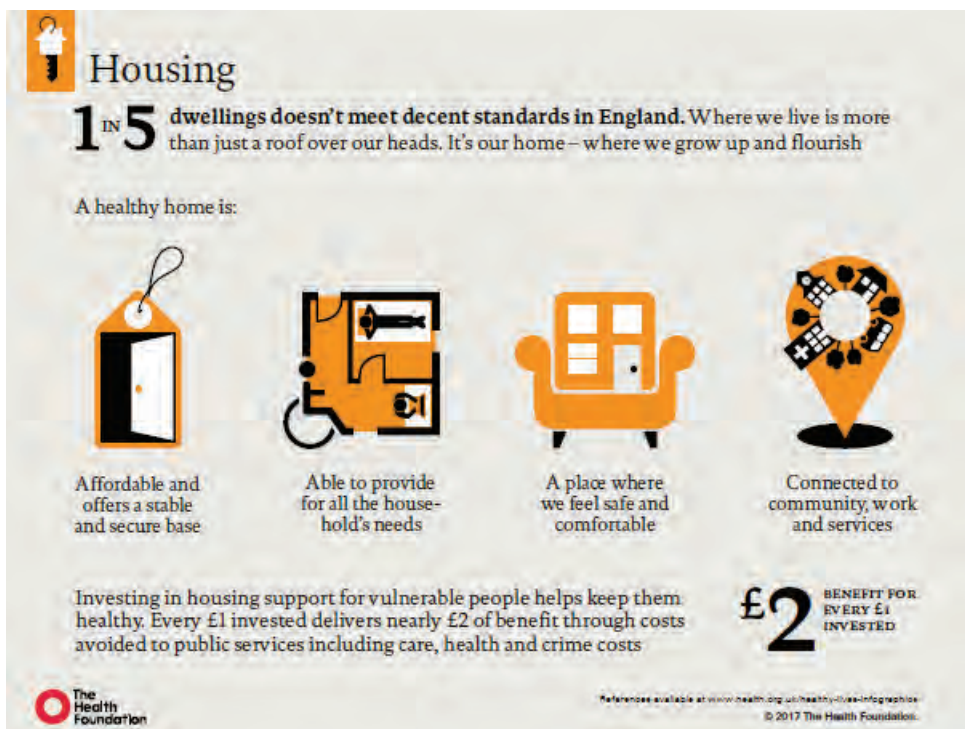 Housing
1 IN 5
dwellings doesn't meet decent standards in England. Where we live is more
than just a roof over our heads. It's our home – where we grow up and flourish
A healthy home is:
Affordable and
offers a stable
and secure base
Able to provide
for all the house-
hold's needs
A place where
we feel safe and
comfortable
Connected to
community, work
and services
Investing in housing support for vulnerable people helps keep them
healthy. Every £1 invested delivers nearly £2 of benefit through costs
avoided to public services including care, health and crime costs
£2
BENEFIT FOR
EVERY £1
INVESTED
The
Health
Foundation
References available at www.health.org.uk/healthy-lives-infographics
© 2017 The Health Foundation.